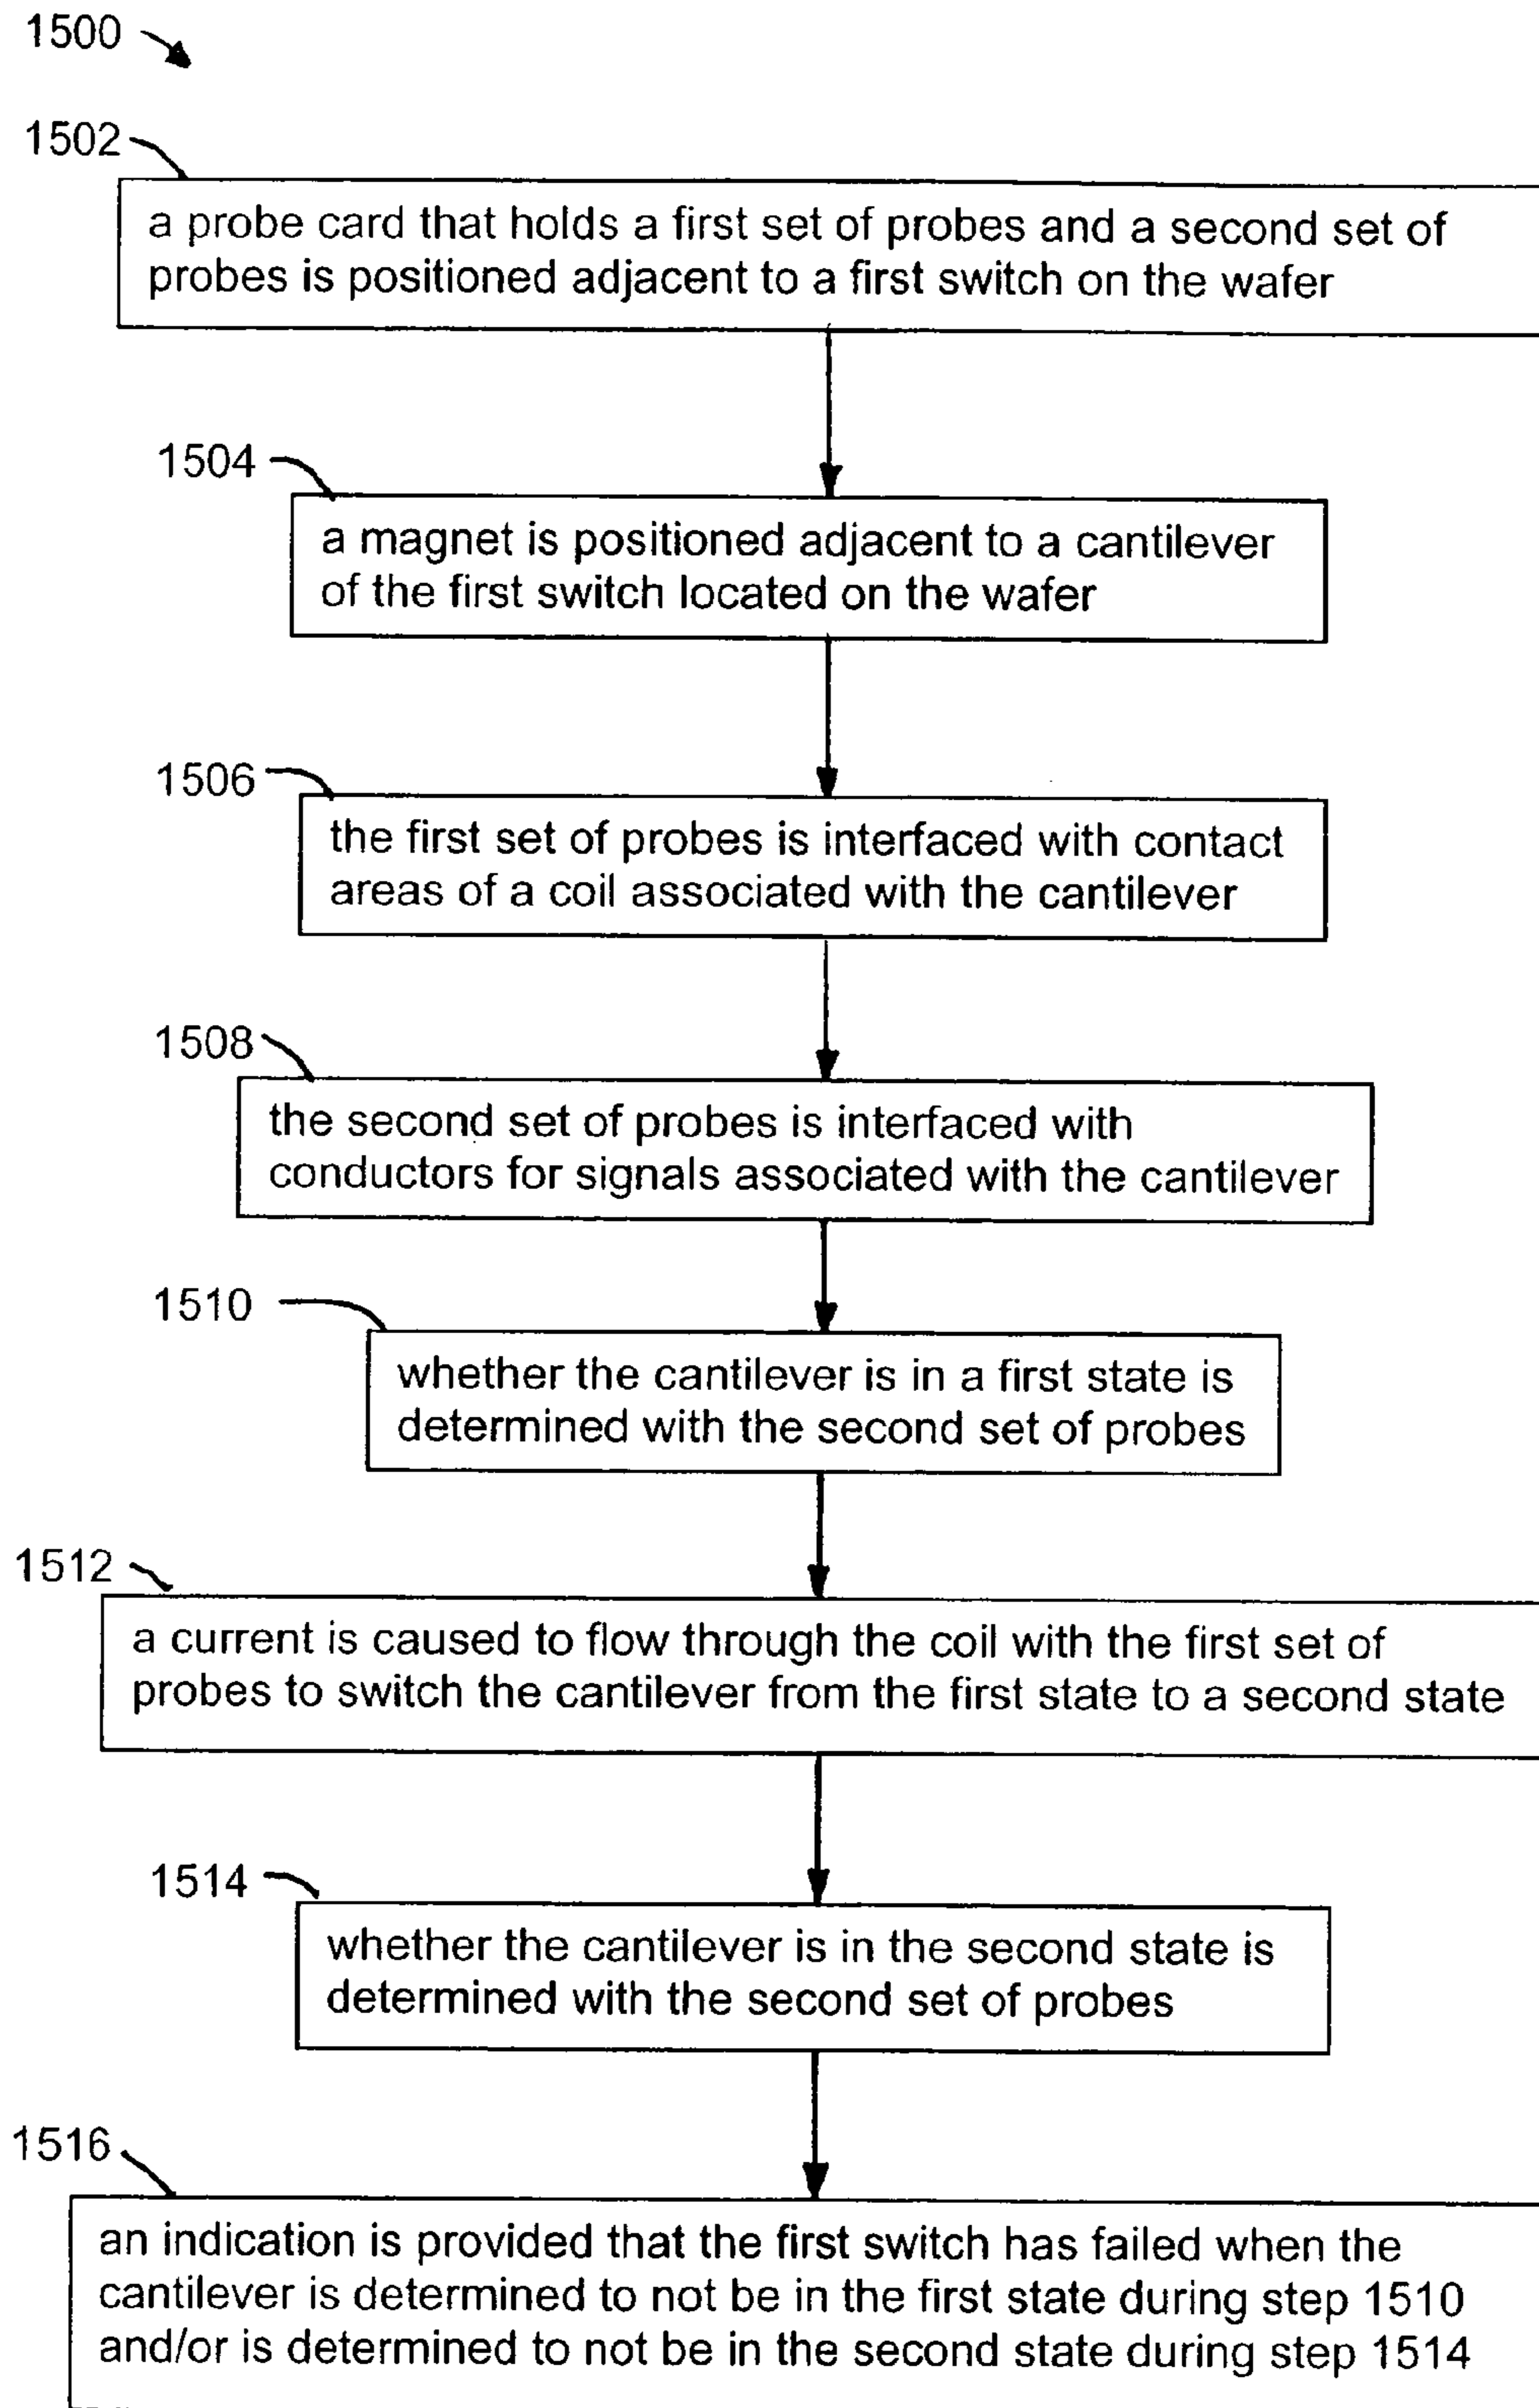 1500
1502
a probe card that holds a first set of probes and a second set of
probes is positioned adjacent to a first switch on the wafer
1504
a magnet is positioned adjacent to a cantilever
of the first switch located on the wafer
1506
the first set of probes is interfaced with contact
areas of a coil associated with the cantilever
1508
the second set of probes is interfaced with
conductors for signals associated with the cantilever
1510
whether the cantilever is in a first state is
determined with the second set of probes
1512
a current is caused to flow through the coil with the first set of
probes to switch the cantilever from the first state to a second state
1514
whether the cantilever is in the second state is
determined with the second set of probes
1516
an indication is provided that the first switch has failed when the
cantilever is determined to not be in the first state during step 1510
and/or is determined to not be in the second state during step 1514